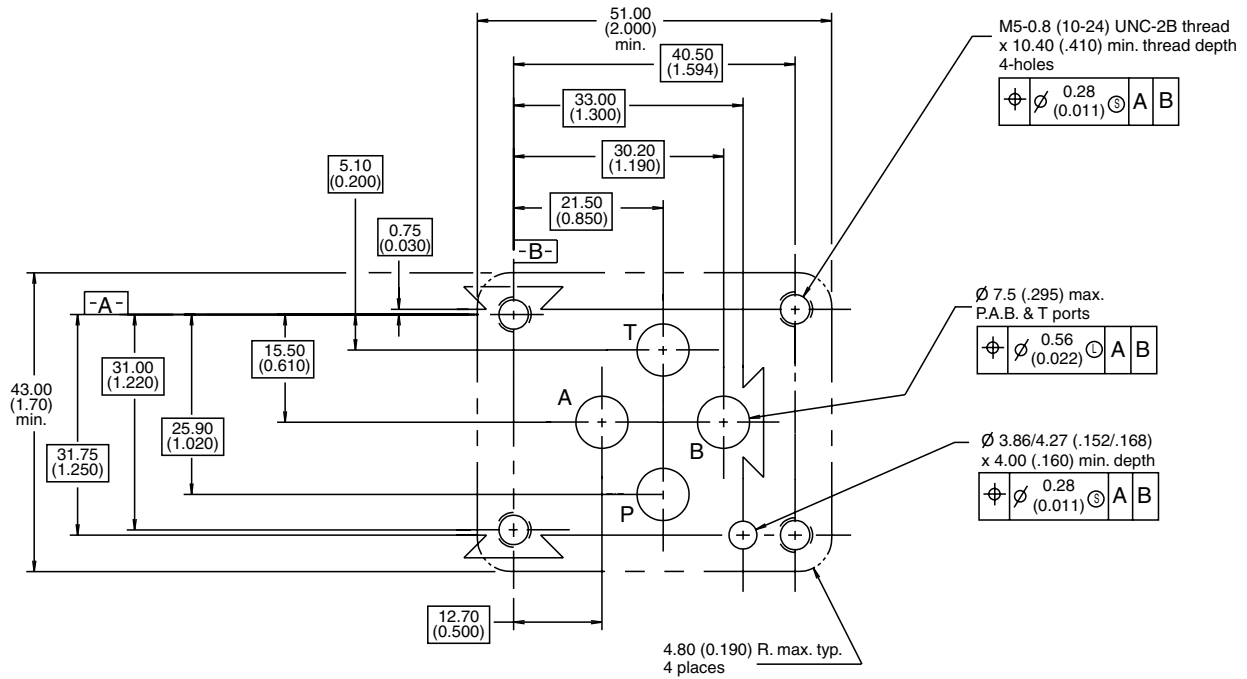 51.00
(2.000)
min.
40.50
(1.594)
33.00
(1.300)
30.20
(1.190)
21.50
(0.850)
5.10
(0.200)
0.75
(0.030)
-B-
-A-
15.50
(0.610)
31.00
(1.220)
25.90
(1.020)
31.75
(1.250)
43.00
(1.70)
min.
12.70
(0.500)
T
A
B
P
M5-0.8 (10-24) UNC-2B thread
x 10.40 (.410) min. thread depth
4-holes
⌖ Ø 0.28 (0.011) Ⓢ A B
Ø 7.5 (.295) max.
P.A.B. & T ports
⌖ Ø 0.56 (0.022) Ⓛ A B
Ø 3.86/4.27 (.152/.168)
x 4.00 (.160) min. depth
⌖ Ø 0.28 (0.011) Ⓢ A B
4.80 (0.190) R. max. typ.
4 places